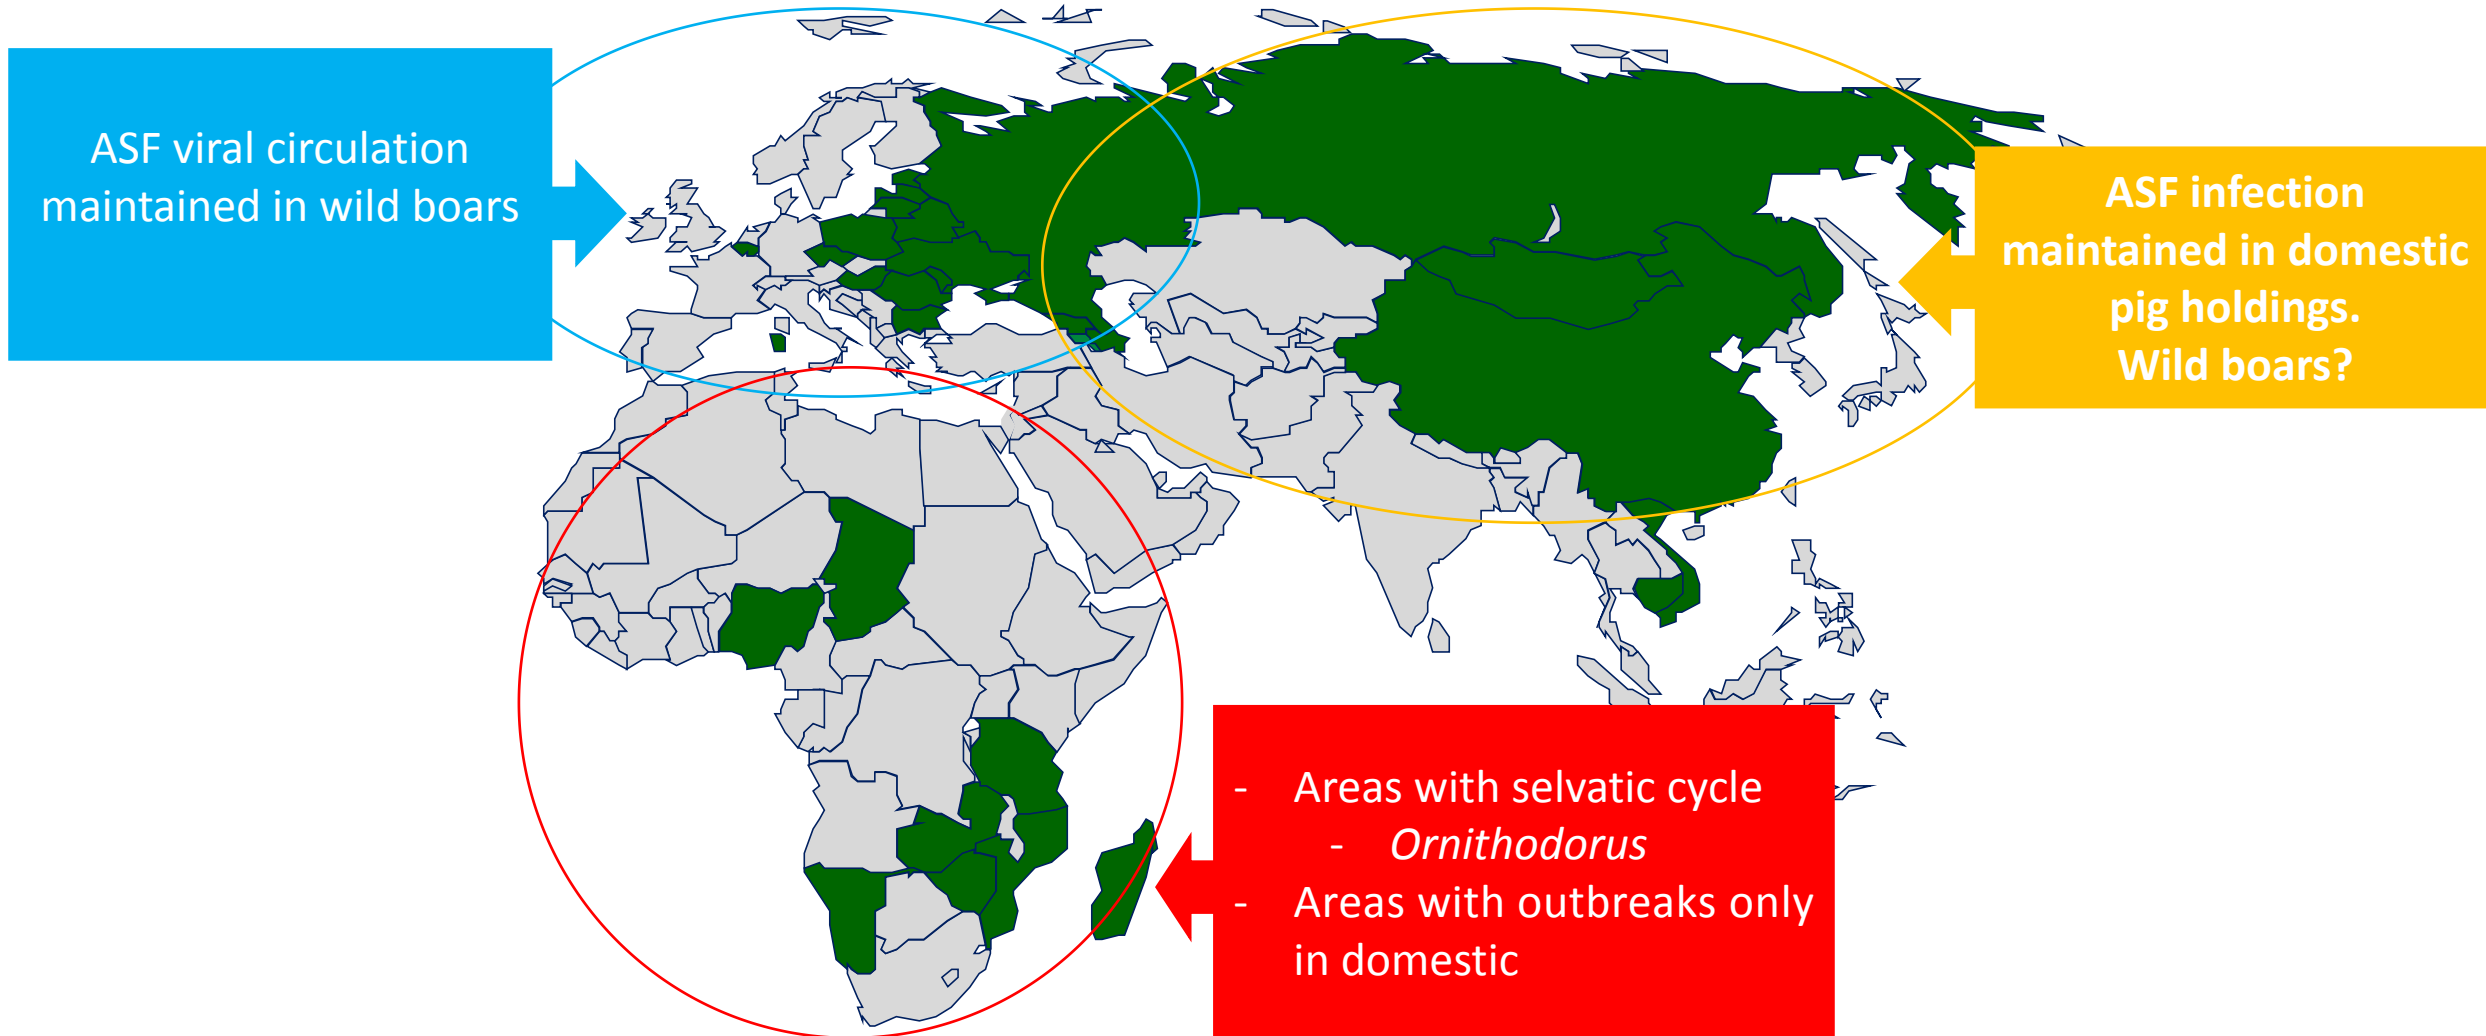 ASF viral circulation
maintained in wild boars
ASF infection
maintained in domestic
pig holdings.
Wild boars?
- Areas with selvatic cycle
- Ornithodorus
- Areas with outbreaks only
in domestic